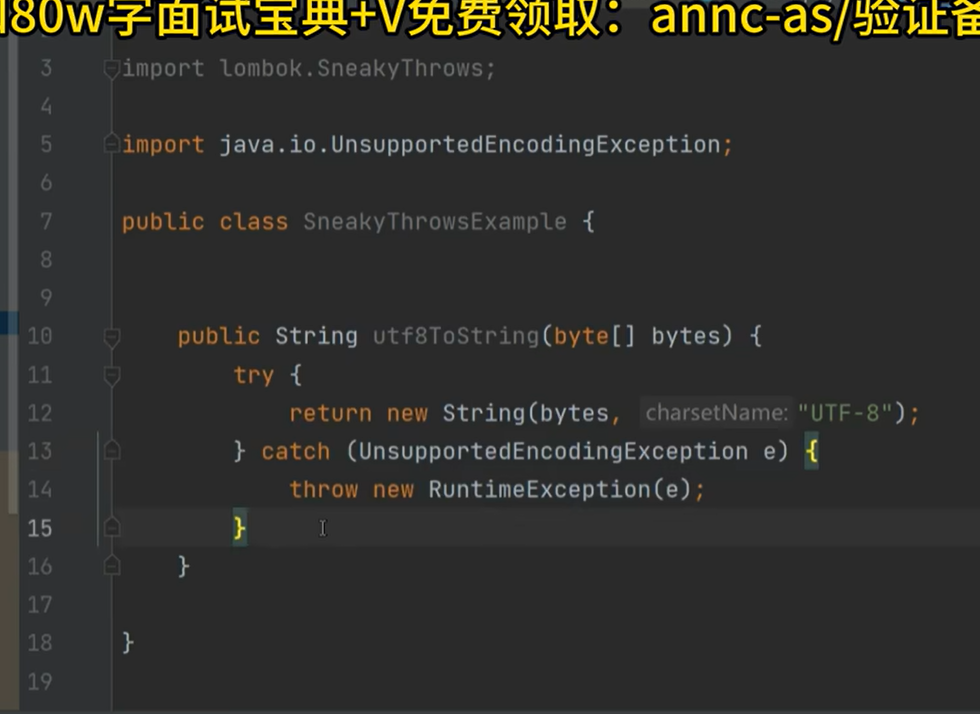 80w字面试宝典+V免费领取：annc-as/验证备
3 import lombok.SneakyThrows;
4
5 import java.io.UnsupportedEncodingException;
6
7 public class SneakyThrowsExample {
8
9
10 public String utf8ToString(byte[] bytes) {
11 try {
12 return new String(bytes, charsetName: "UTF-8");
13 } catch (UnsupportedEncodingException e) {
14 throw new RuntimeException(e);
15 }
16 }
17
18 }
19